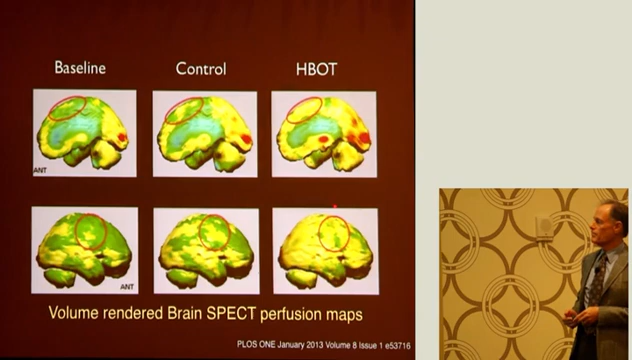 Baseline Control HBOT
ANT
ANT
Volume rendered Brain SPECT perfusion maps
PLOS ONE January 2013 Volume 8 Issue 1 e53716